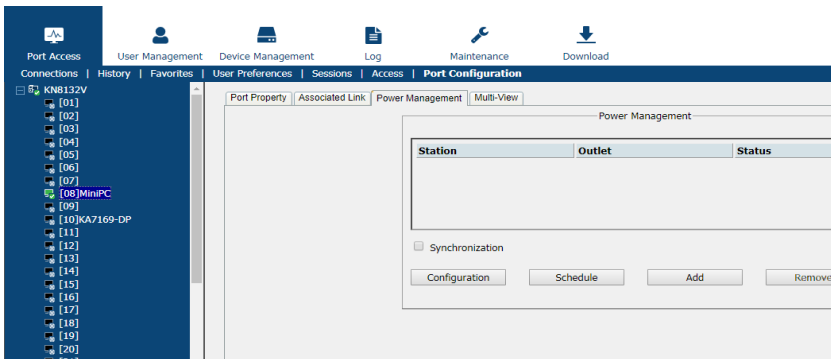 Port Access User Management Device Management Log Maintenance Download
Connections | History | Favorites | User Preferences | Sessions | Access | Port Configuration
KN8132V
[01]
[02]
[03]
[04]
[05]
[06]
[07]
[08]MiniPC
[09]
[10]KA7169-DP
[11]
[12]
[13]
[14]
[15]
[16]
[17]
[18]
[19]
[20]
Port Property Associated Link Power Management Multi-View
Power Management
Station Outlet Status
Synchronization
Configuration Schedule Add Remove